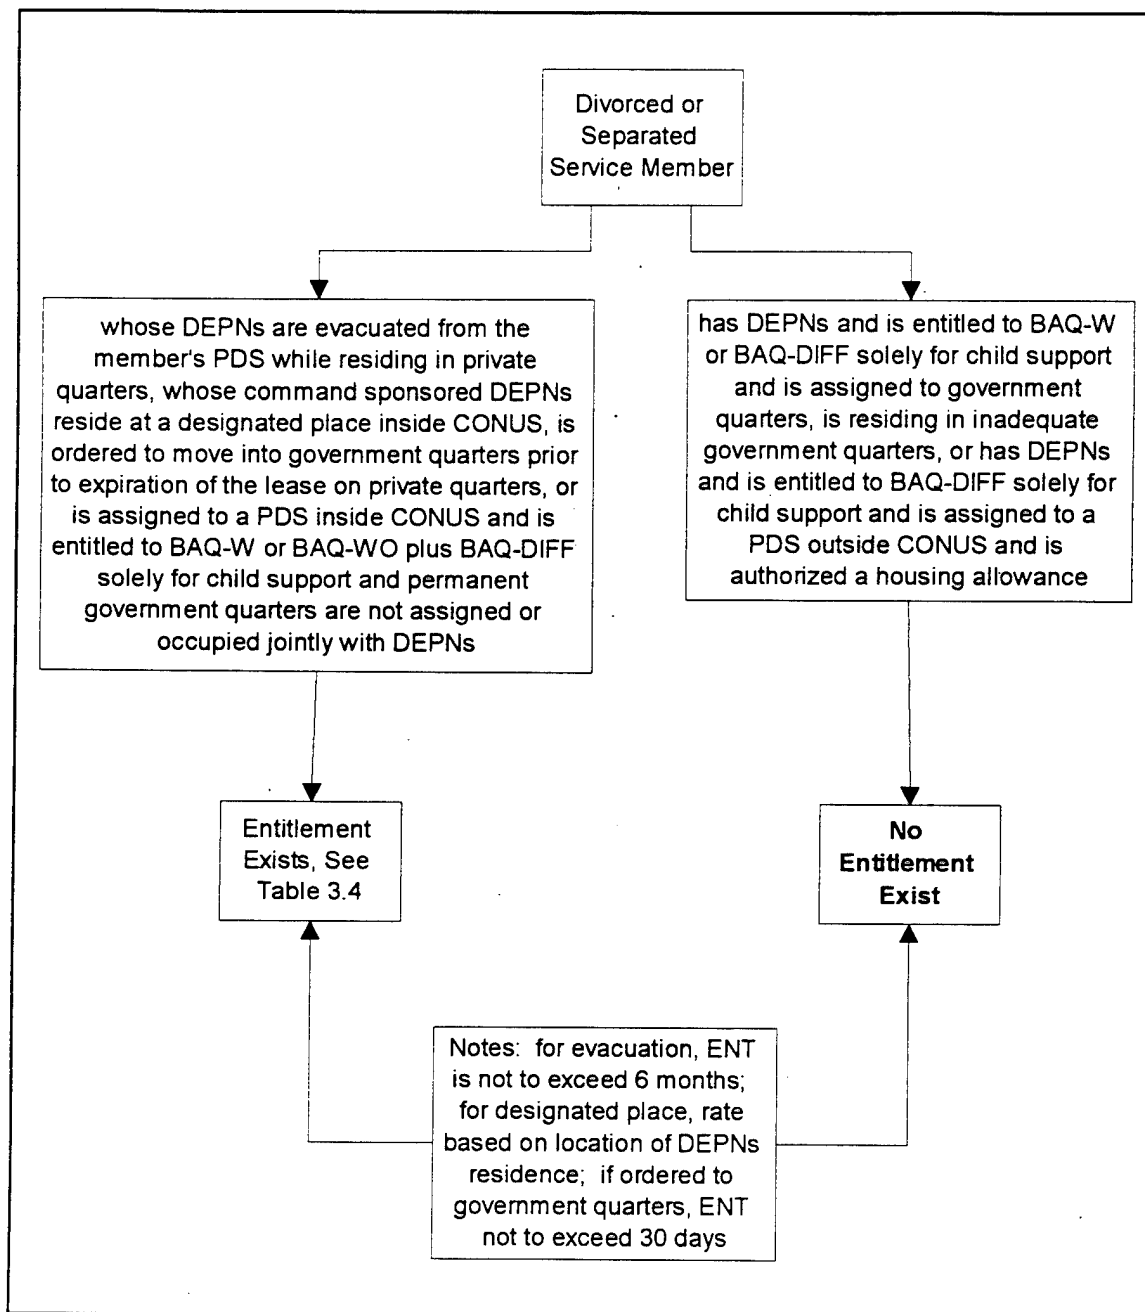 Divorced or
Separated
Service Member
whose DEPNs are evacuated from the
member's PDS while residing in private
quarters, whose command sponsored DEPNs
reside at a designated place inside CONUS, is
ordered to move into government quarters prior
to expiration of the lease on private quarters, or
is assigned to a PDS inside CONUS and is
entitled to BAQ-W or BAQ-WO plus BAQ-DIFF
solely for child support and permanent
government quarters are not assigned or
occupied jointly with DEPNs
has DEPNs and is entitled to BAQ-W
or BAQ-DIFF solely for child support
and is assigned to government
quarters, is residing in inadequate
government quarters, or has DEPNs
and is entitled to BAQ-DIFF solely for
child support and is assigned to a
PDS outside CONUS and is
authorized a housing allowance
Entitlement
Exists, See
Table 3.4
No
Entitlement
Exist
Notes: for evacuation, ENT
is not to exceed 6 months;
for designated place, rate
based on location of DEPNs
residence; if ordered to
government quarters, ENT
not to exceed 30 days